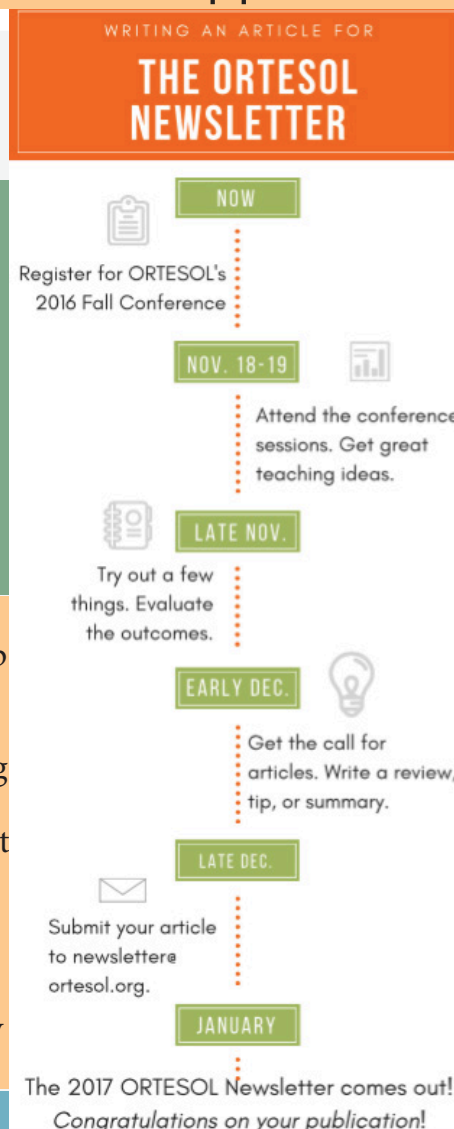 WRITING AN ARTICLE FOR
THE ORTESOL
NEWSLETTER
NOW
Register for ORTESOL's
2016 Fall Conference
NOV. 18-19
Attend the conference
sessions. Get great
teaching ideas.
LATE NOV.
Try out a few
things. Evaluate
the outcomes.
EARLY DEC.
Get the call for
articles. Write a review,
tip, or summary.
LATE DEC.
Submit your article
to newsletter@
ortesol.org.
JANUARY
The 2017 ORTESOL Newsletter comes out!
Congratulations on your publication!